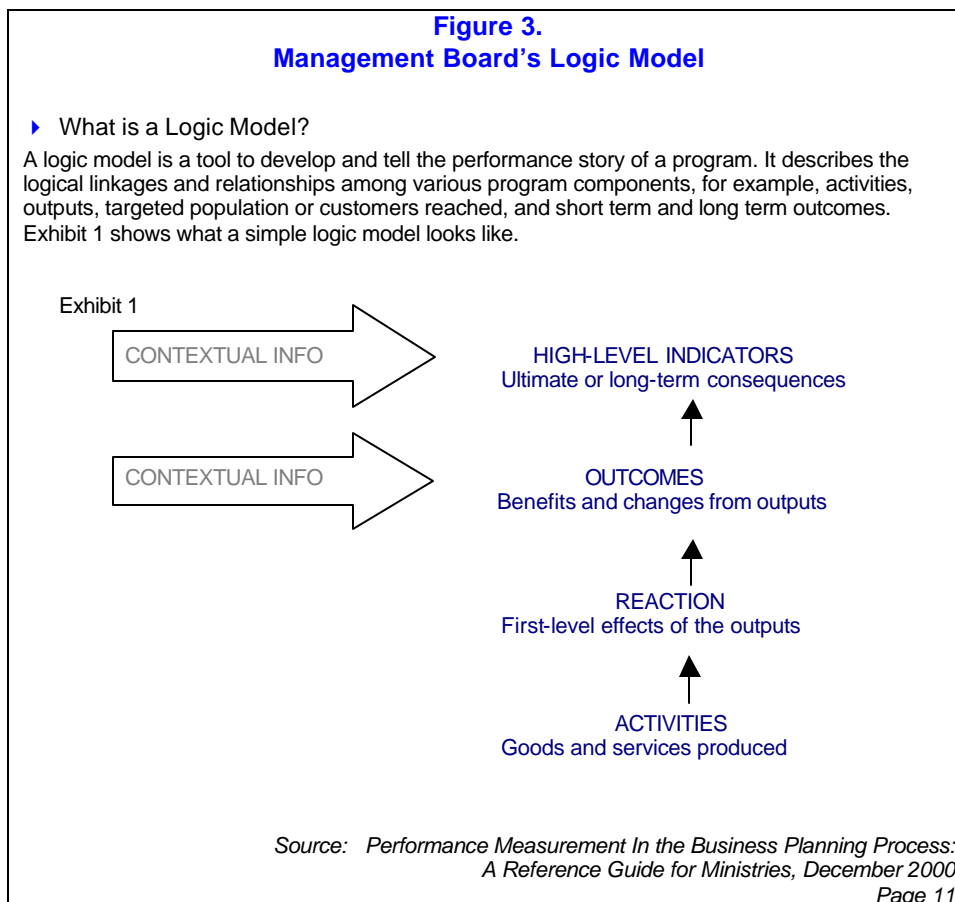 Figure 3.
Management Board's Logic Model
What is a Logic Model?
A logic model is a tool to develop and tell the performance story of a program. It describes the
logical linkages and relationships among various program components, for example, activities,
outputs, targeted population or customers reached, and short term and long term outcomes.
Exhibit 1 shows what a simple logic model looks like.
Exhibit 1
CONTEXTUAL INFO
HIGH-LEVEL INDICATORS
Ultimate or long-term consequences
CONTEXTUAL INFO
OUTCOMES
Benefits and changes from outputs
REACTION
First-level effects of the outputs
ACTIVITIES
Goods and services produced
Source: Performance Measurement In the Business Planning Process:
A Reference Guide for Ministries, December 2000
Page 11